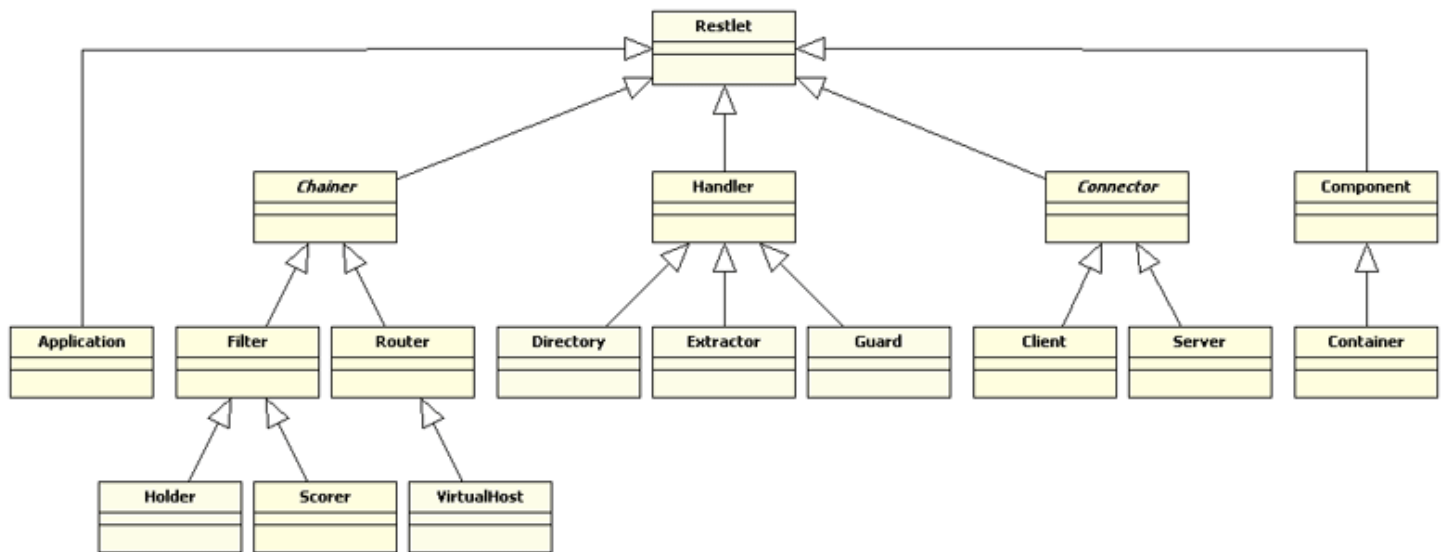 Restlet
Chainer
Handler
Connector
Component
Application
Filter
Router
Directory
Extractor
Guard
Client
Server
Container
Holder
Scorer
VirtualHost